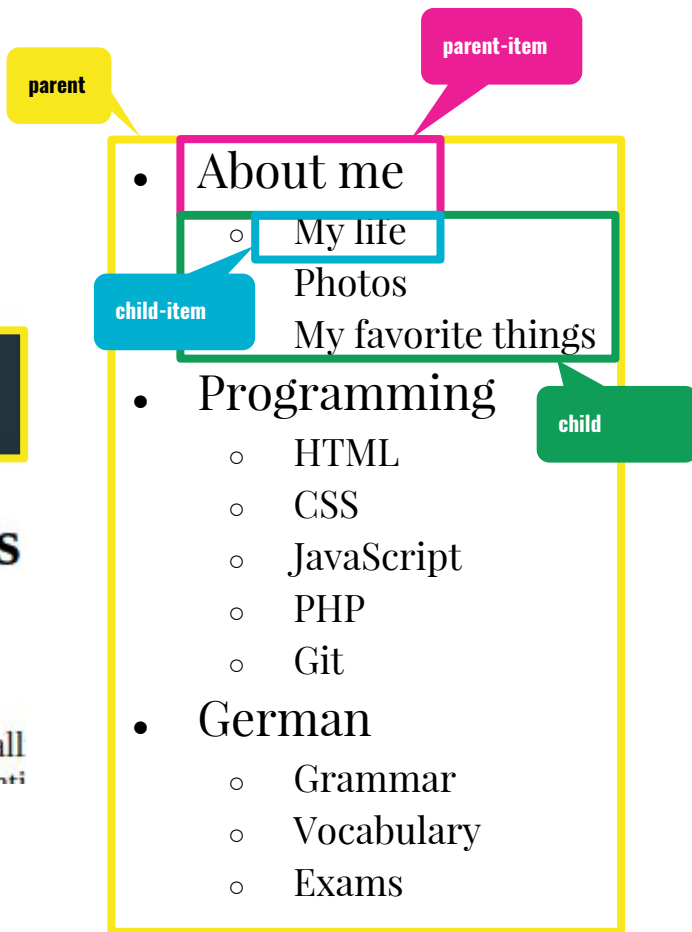 parent-item
parent
• About me
○ My life
child-item
Photos
My favorite things
• Programming
child
○ HTML
○ CSS
s
○ JavaScript
○ PHP
○ Git
• German
all
○ Grammar
○ Vocabulary
○ Exams